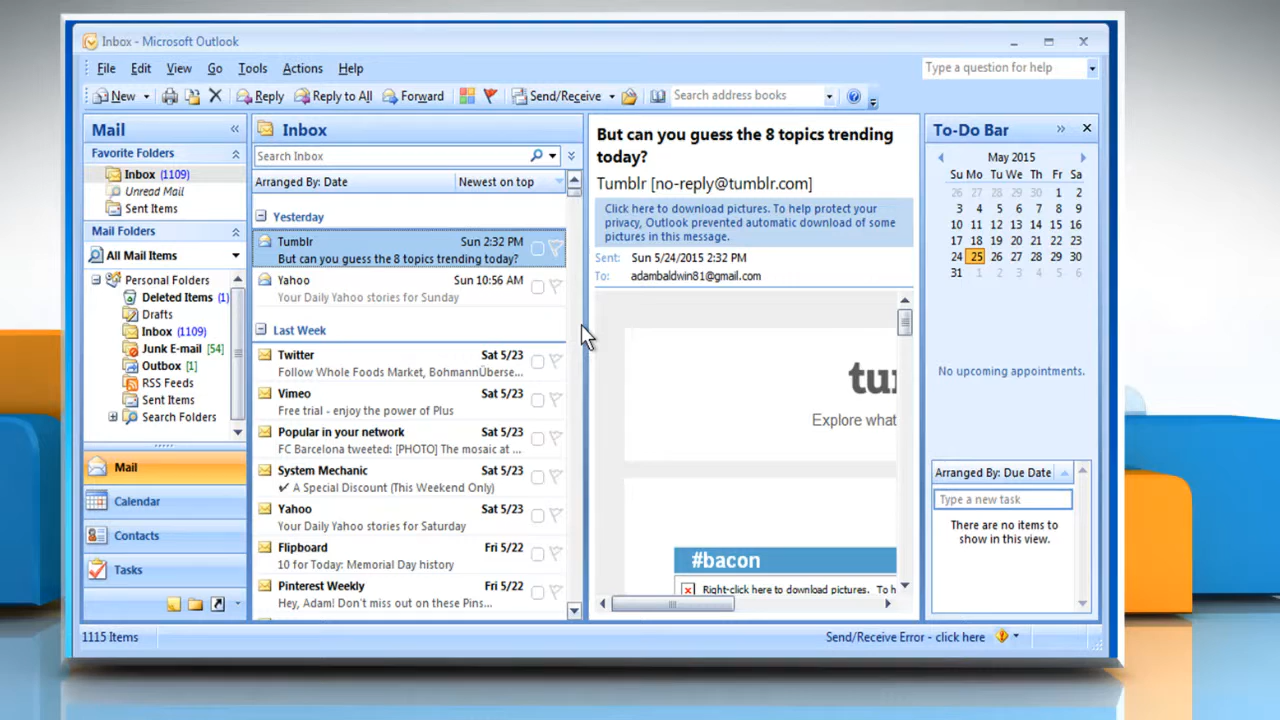 Inbox - Microsoft Outlook
File Edit View Go Tools Actions Help
Type a question for help
New Reply Reply to All Forward Send/Receive Search address books
Mail
Favorite Folders
Inbox (1109)
Unread Mail
Sent Items
Mail Folders
All Mail Items
Personal Folders
Deleted Items (1)
Drafts
Inbox (1109)
Junk E-mail [54]
Outbox [1]
RSS Feeds
Sent Items
Search Folders
Mail
Calendar
Contacts
Tasks
Inbox
Search Inbox
Arranged By: Date Newest on top
Yesterday
Tumblr Sun 2:32 PM
But can you guess the 8 topics trending today?
Yahoo Sun 10:56 AM
Your Daily Yahoo stories for Sunday
Last Week
Twitter Sat 5/23
Follow Whole Foods Market, BohmannÜberse...
Vimeo Sat 5/23
Free trial - enjoy the power of Plus
Popular in your network Sat 5/23
FC Barcelona tweeted: [PHOTO] The mosaic at ...
System Mechanic Sat 5/23
✔ A Special Discount (This Weekend Only)
Yahoo Sat 5/23
Your Daily Yahoo stories for Saturday
Flipboard Fri 5/22
10 for Today: Memorial Day history
Pinterest Weekly Fri 5/22
Hey, Adam! Don't miss out on these Pins...
But can you guess the 8 topics trending
today?
Tumblr [no-reply@tumblr.com]
Click here to download pictures. To help protect your
privacy, Outlook prevented automatic download of some
pictures in this message.
Sent: Sun 5/24/2015 2:32 PM
To: adambaldwin81@gmail.com
tu
Explore what
#bacon
Right-click here to download pictures. To h
To-Do Bar
May 2015
Su Mo Tu We Th Fr Sa
26 27 28 29 30 1 2
3 4 5 6 7 8 9
10 11 12 13 14 15 16
17 18 19 20 21 22 23
24 25 26 27 28 29 30
31 1 2 3 4 5 6
No upcoming appointments.
Arranged By: Due Date
Type a new task
There are no items to
show in this view.
1115 Items
Send/Receive Error - click here